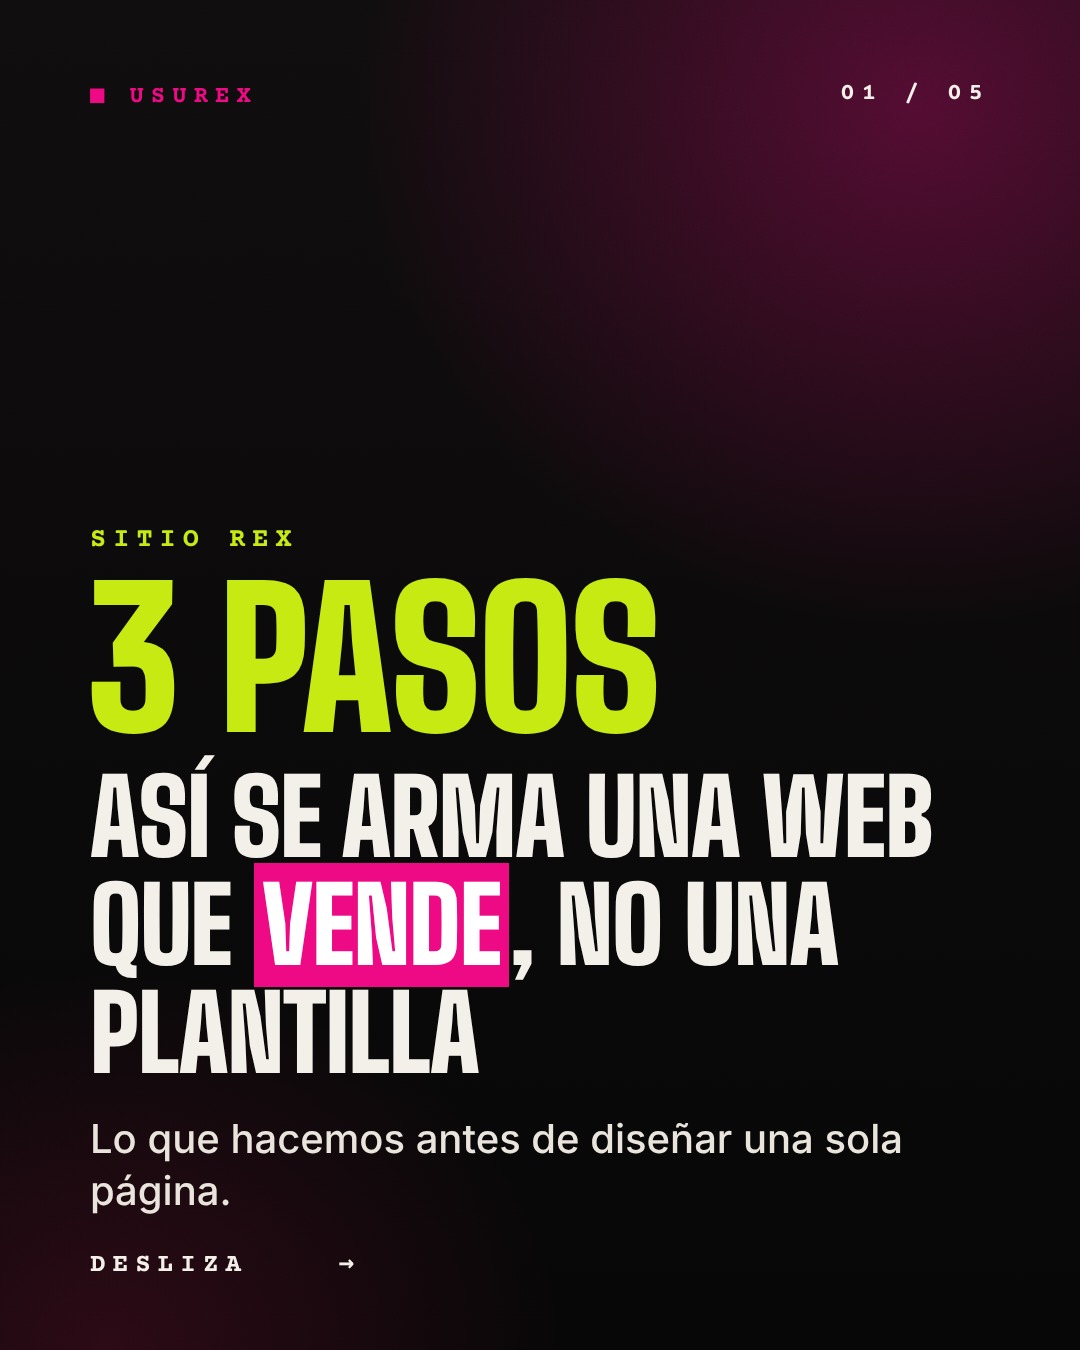 ■ USUREX
01 / 05
SITIO REX
3 PASOS
ASÍ SE ARMA UNA WEB
QUE VENDE, NO UNA
PLANTILLA
Lo que hacemos antes de diseñar una sola
página.
DESLIZA →